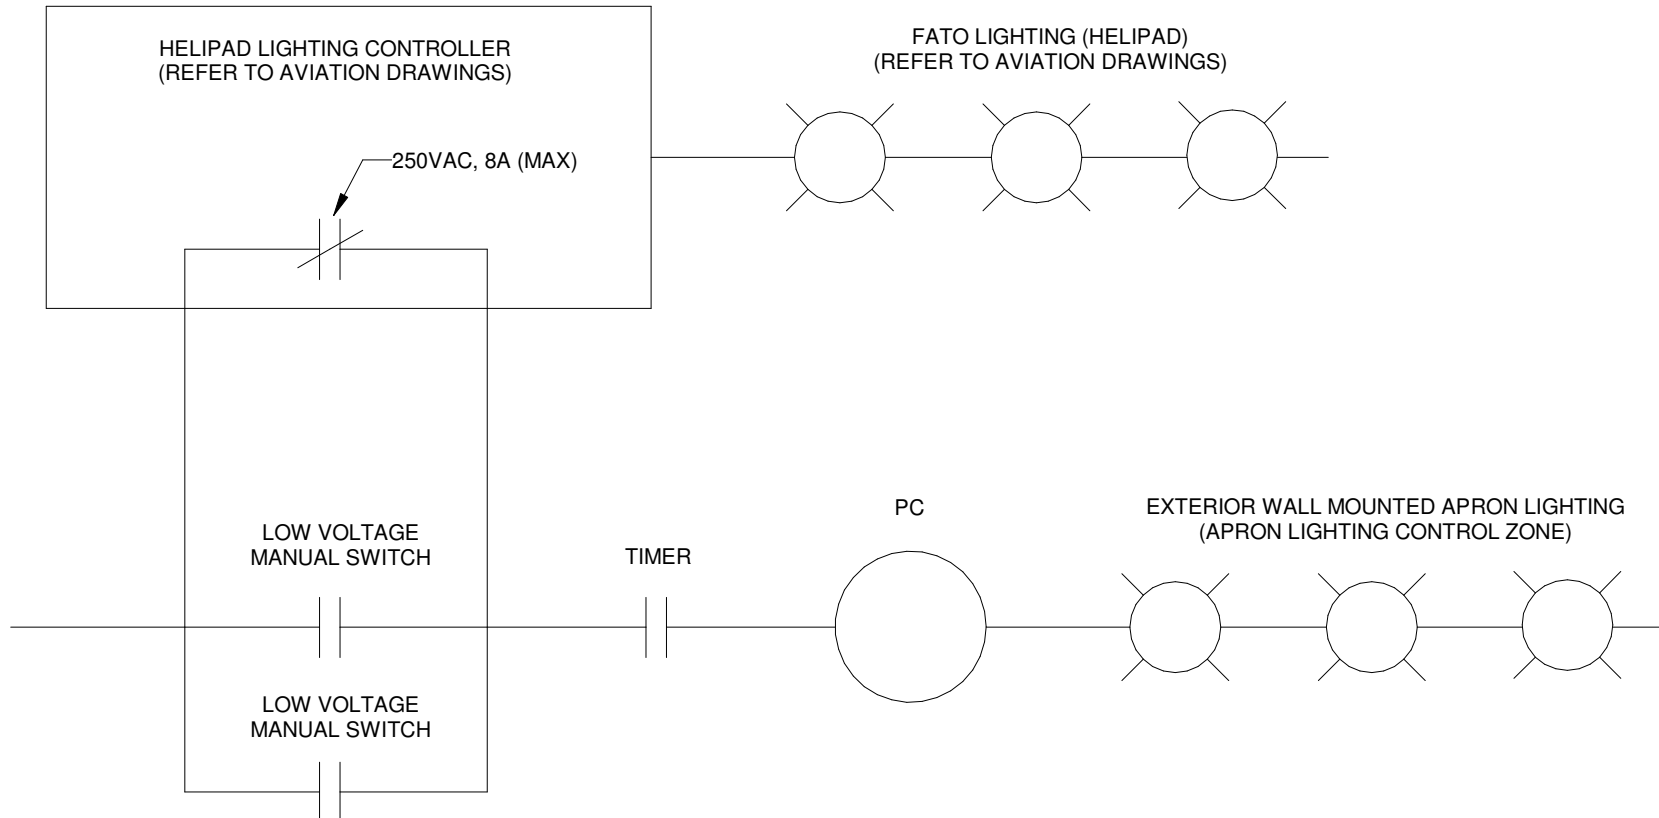 HELIPAD LIGHTING CONTROLLER
(REFER TO AVIATION DRAWINGS)
FATO LIGHTING (HELIPAD)
(REFER TO AVIATION DRAWINGS)
250VAC, 8A (MAX)
LOW VOLTAGE
MANUAL SWITCH
TIMER
PC
EXTERIOR WALL MOUNTED APRON LIGHTING
(APRON LIGHTING CONTROL ZONE)
LOW VOLTAGE
MANUAL SWITCH